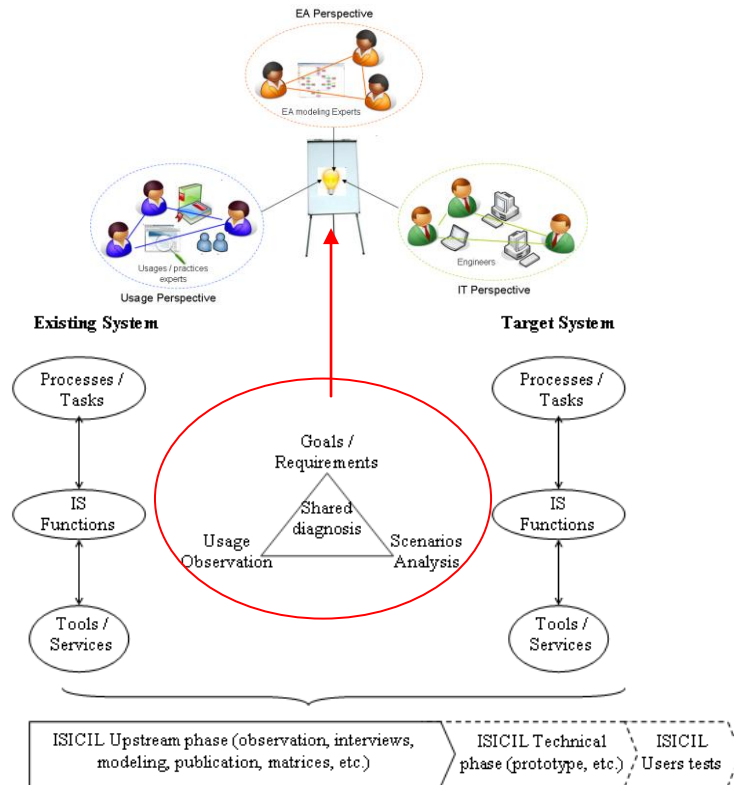 EA Perspective
EA modeling Experts
Usages / practices
experts
Usage Perspective
Engineers
IT Perspective
Existing System
Target System
Processes /
Tasks
IS
Functions
Tools /
Services
Goals /
Requirements
Shared
diagnosis
Usage
Observation
Scenarios
Analysis
Processes /
Tasks
IS
Functions
Tools /
Services
ISICIL Upstream phase (observation, interviews,
modeling, publication, matrices, etc.)
ISICIL Technical
phase (prototype, etc.)
ISICIL
Users tests